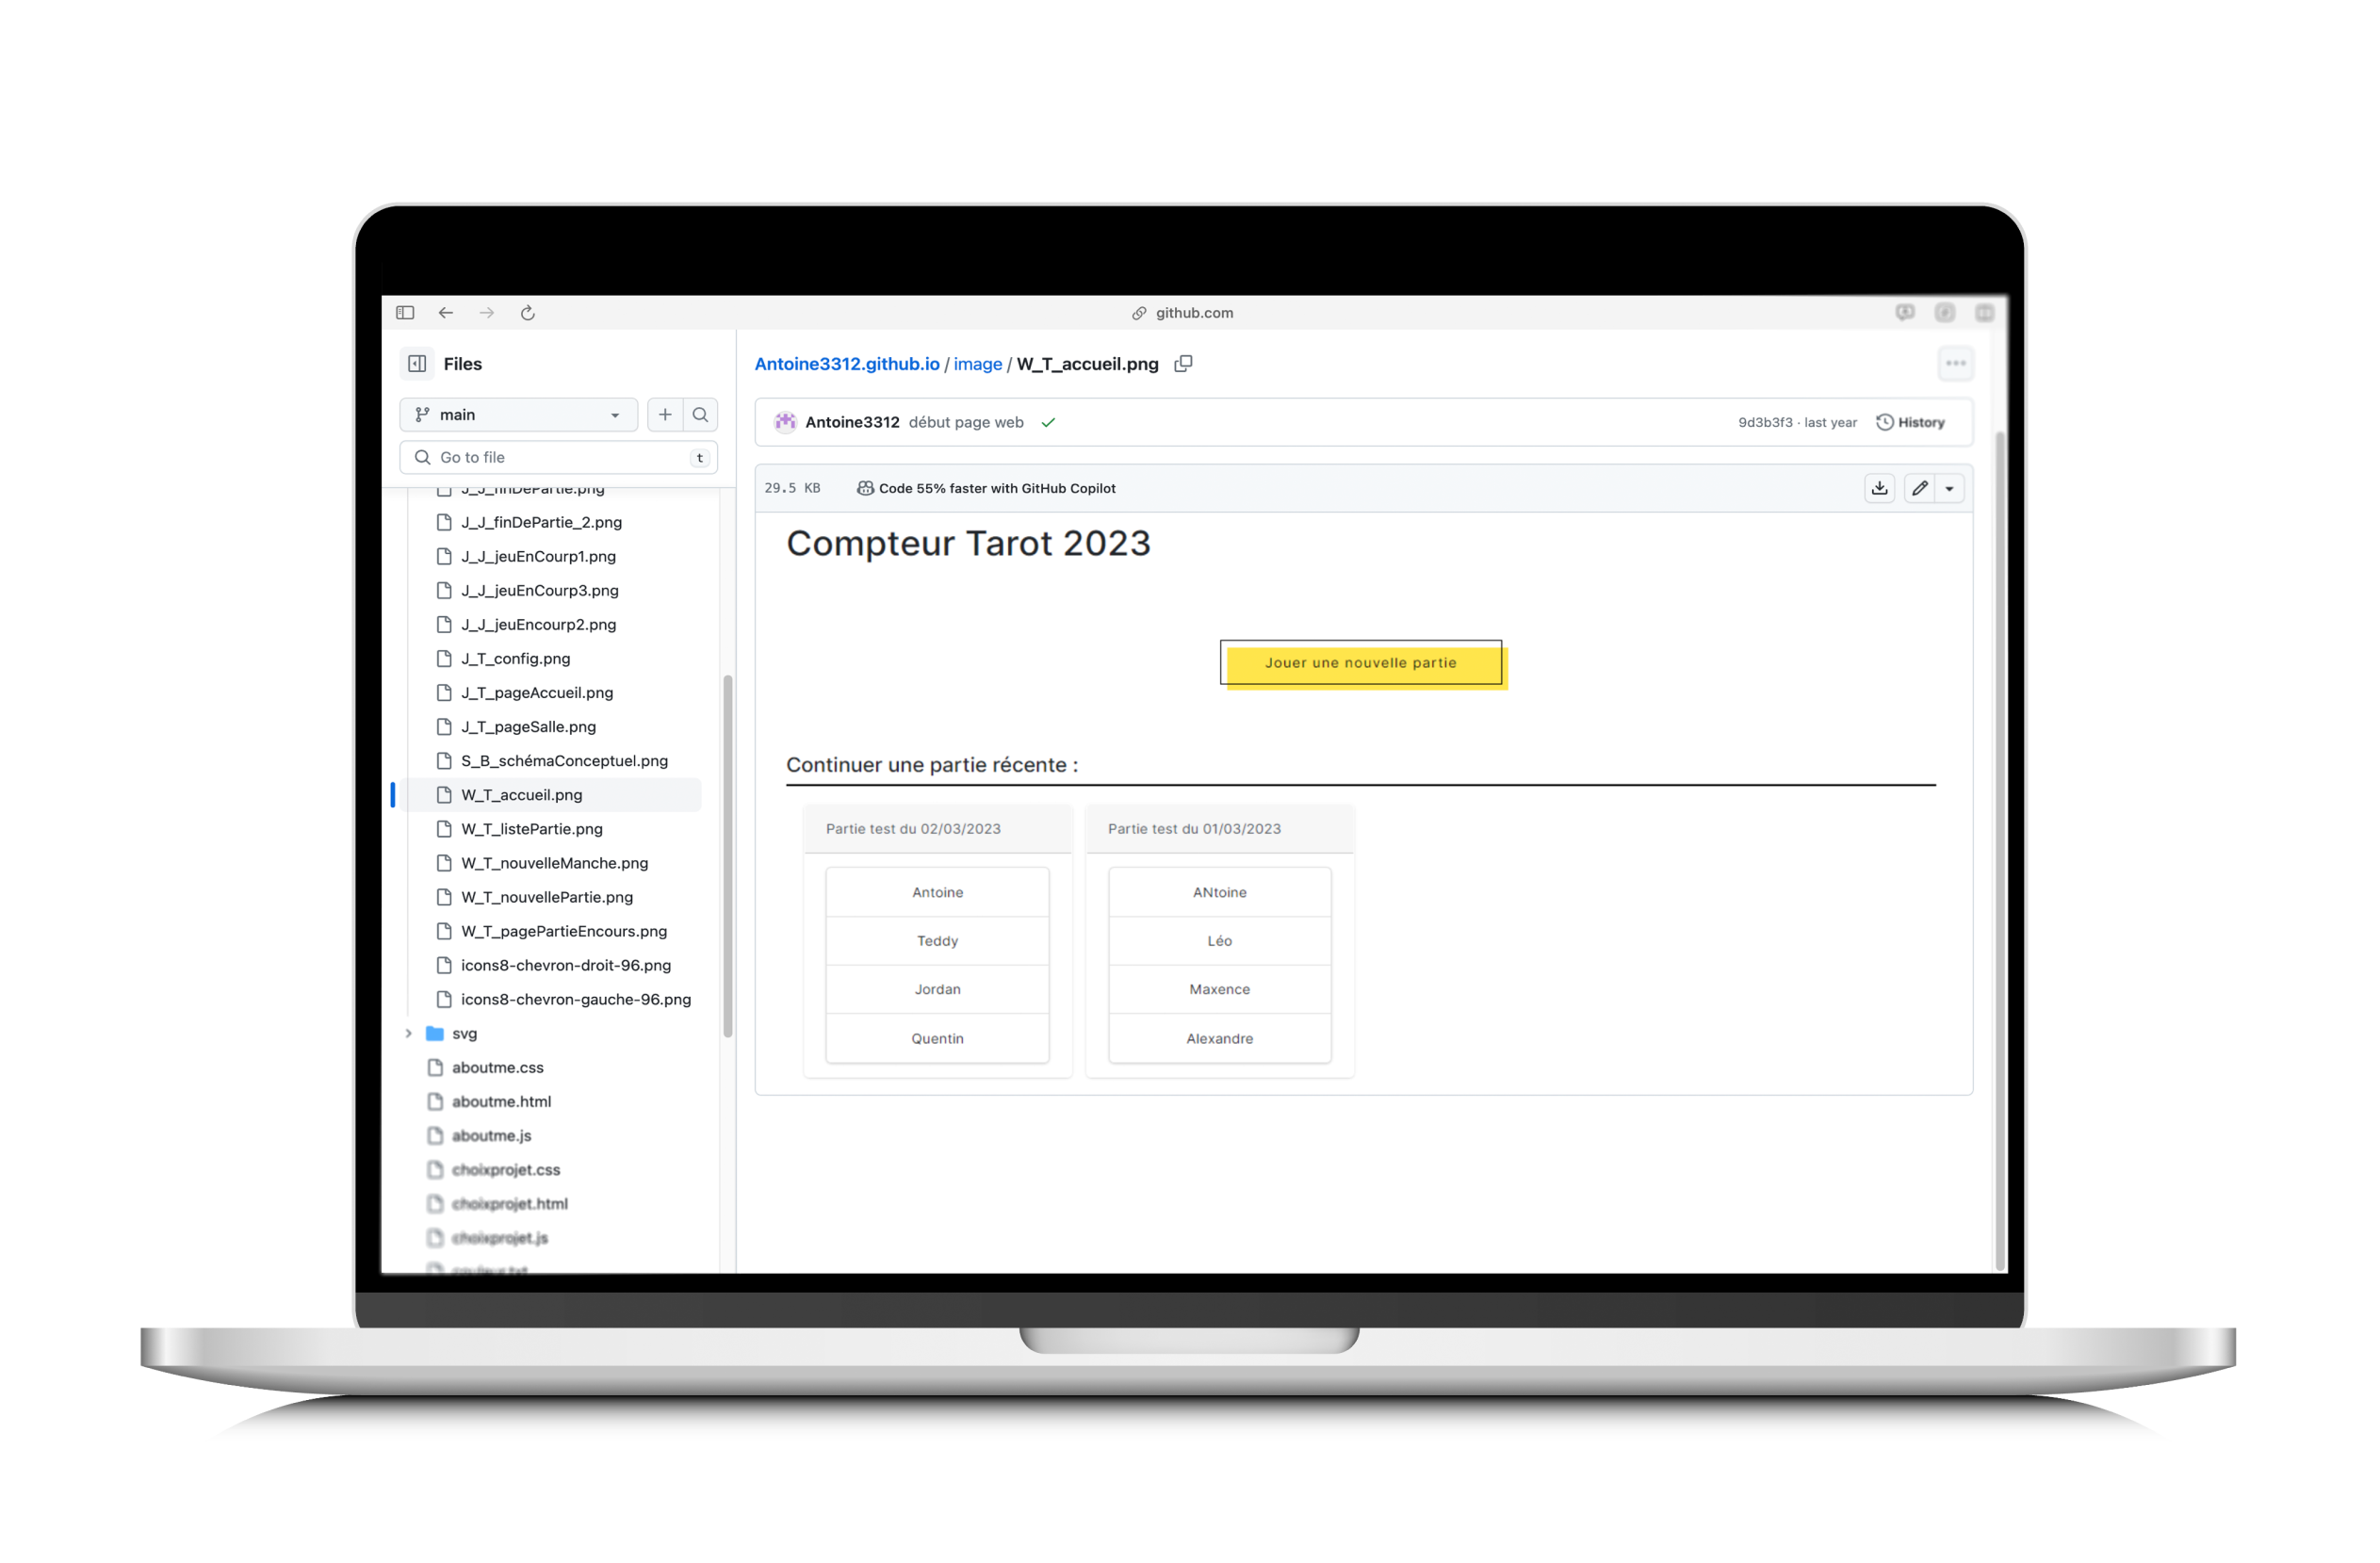 github.com
Files
main
Go to file
t
J_J_finDePartie.png
J_J_finDePartie_2.png
J_J_jeuEnCourp1.png
J_J_jeuEnCourp3.png
J_J_jeuEncourp2.png
J_T_config.png
J_T_pageAccueil.png
J_T_pageSalle.png
S_B_schémaConceptuel.png
W_T_accueil.png
W_T_listePartie.png
W_T_nouvelleManche.png
W_T_nouvellePartie.png
W_T_pagePartieEncours.png
icons8-chevron-droit-96.png
icons8-chevron-gauche-96.png
svg
aboutme.css
aboutme.html
aboutme.js
choixprojet.css
choixprojet.html
choixprojet.js
Antoine3312.github.io / image / W_T_accueil.png
Antoine3312 début page web
9d3b3f3 · last year
History
29.5 KB
Code 55% faster with GitHub Copilot
Compteur Tarot 2023
Jouer une nouvelle partie
Continuer une partie récente :
Partie test du 02/03/2023
Antoine
Teddy
Jordan
Quentin
Partie test du 01/03/2023
ANtoine
Léo
Maxence
Alexandre